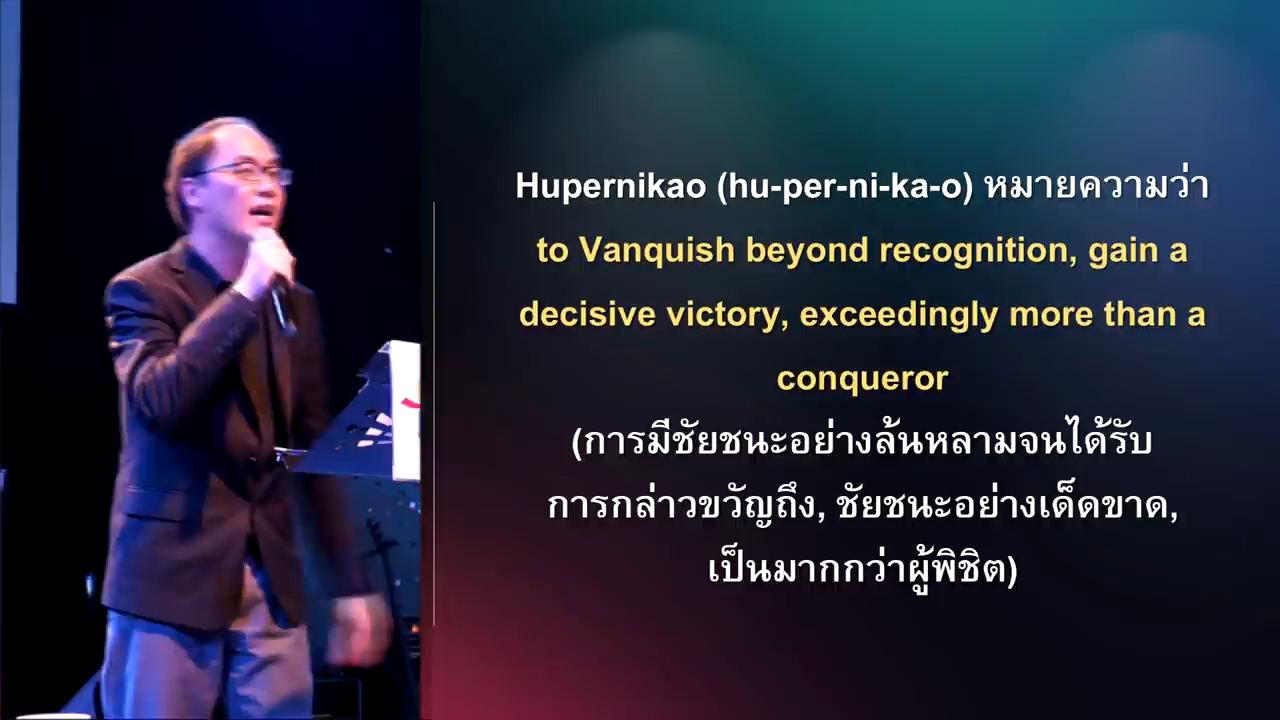 Hupernikao (hu-per-ni-ka-o) หมายความว่า
to Vanquish beyond recognition, gain a
decisive victory, exceedingly more than a
conqueror
(การมีชัยชนะอย่างล้นหลามจนได้รับ
การกล่าวขวัญถึง, ชัยชนะอย่างเด็ดขาด,
เป็นมากกว่าผู้พิชิต)